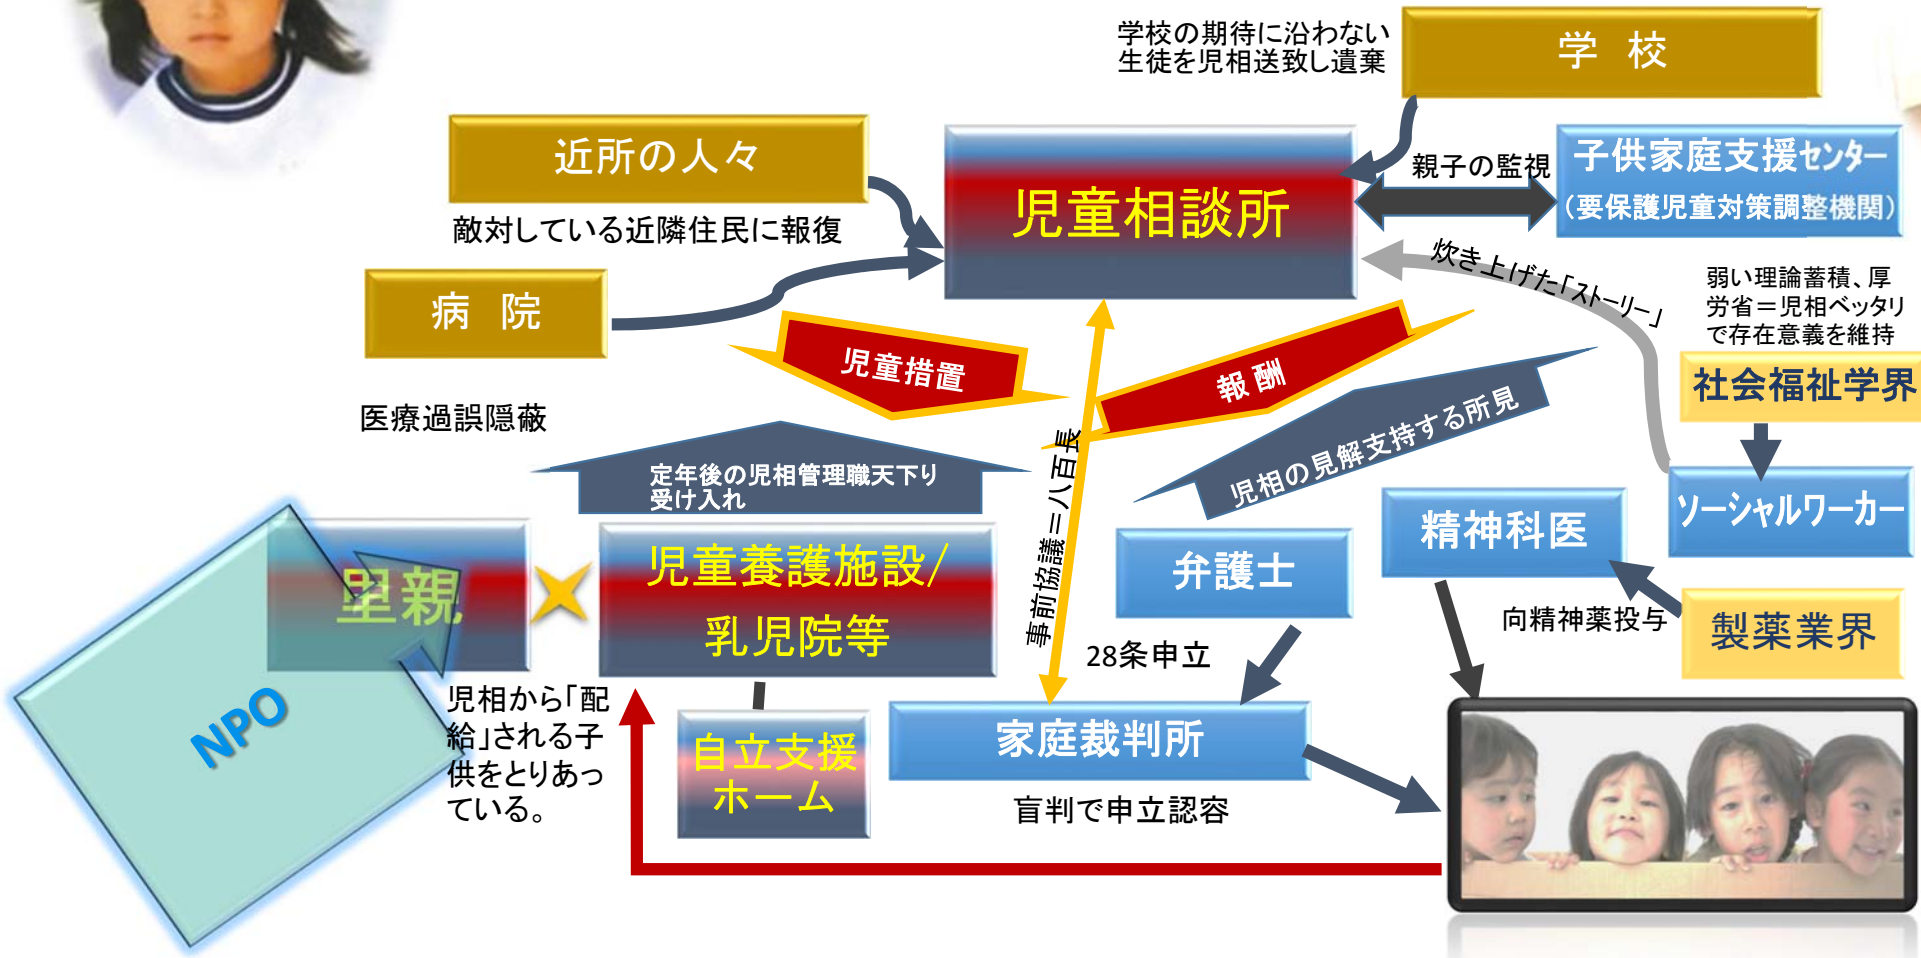 学校の期待に沿わない
生徒を児相送致し遺棄
学 校
近所の人々
敵対している近隣住民に報復
児童相談所
親子の監視
子供家庭支援センター
(要保護児童対策調整機関)
病 院
医療過誤隠蔽
炊き上げた「ストーリー」
弱い理論蓄積、厚
労省＝児相ベッタリ
で存在意義を維持
社会福祉学界
児童措置
報 酬
児相の見解支持する所見
定年後の児相管理職天下り
受け入れ
事前協議＝八百長
ソーシャルワーカー
精神科医
弁護士
里親
児童養護施設/
乳児院等
向精神薬投与
製薬業界
28条申立
NPO
児相から「配
給」される子
供をとりあっ
ている。
自立支援
ホーム
家庭裁判所
盲判で申立認容